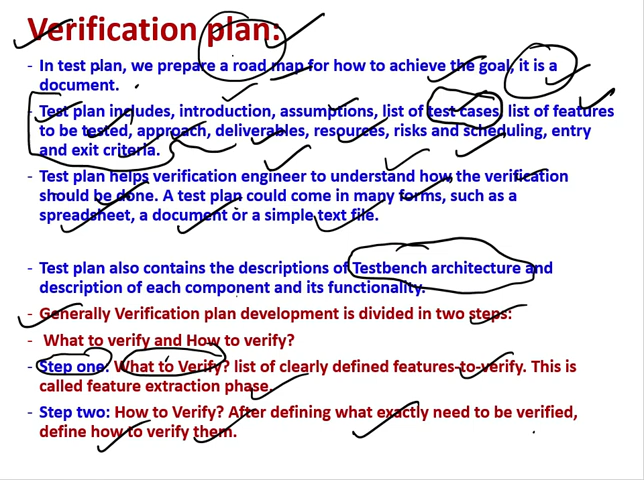 Verification plan:
- In test plan, we prepare a road map for how to achieve the goal, it is a
document.
- Test plan includes, introduction, assumptions, list of test cases, list of features
to be tested, approach, deliverables, resources, risks and scheduling, entry
and exit criteria.
- Test plan helps verification engineer to understand how the verification
should be done. A test plan could come in many forms, such as a
spreadsheet, a document or a simple text file.
- Test plan also contains the descriptions of Testbench architecture and
description of each component and its functionality.
- Generally Verification plan development is divided in two steps:
- What to verify and How to verify?
- Step one: What to Verify? list of clearly defined features-to-verify. This is
called feature extraction phase.
- Step two: How to Verify? After defining what exactly need to be verified,
define how to verify them.